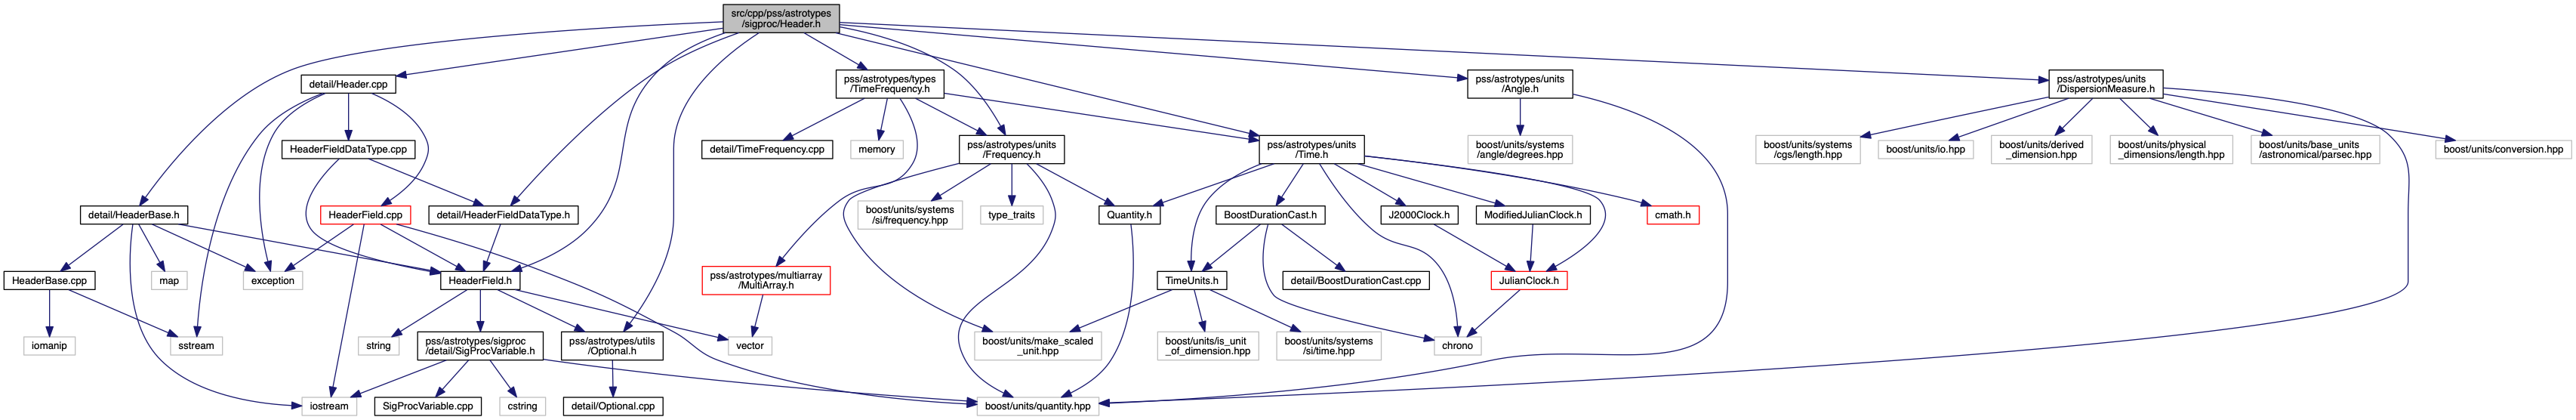 src/cpp/pss/astrotypes
/sigproc/Header.h
detail/Header.cpp
pss/astrotypes/types
/TimeFrequency.h
pss/astrotypes/units
/Angle.h
pss/astrotypes/units
/DispersionMeasure.h
HeaderFieldDataType.cpp
detail/TimeFrequency.cpp
memory
pss/astrotypes/units
/Frequency.h
pss/astrotypes/units
/Time.h
boost/units/systems
/angle/degrees.hpp
boost/units/systems
/cgs/length.hpp
boost/units/io.hpp
boost/units/derived
_dimension.hpp
boost/units/physical
_dimensions/length.hpp
boost/units/base_units
/astronomical/parsec.hpp
boost/units/conversion.hpp
detail/HeaderBase.h
HeaderField.cpp
detail/HeaderFieldDataType.h
boost/units/systems
/si/frequency.hpp
type_traits
Quantity.h
BoostDurationCast.h
J2000Clock.h
ModifiedJulianClock.h
cmath.h
HeaderBase.cpp
map
exception
HeaderField.h
pss/astrotypes/multiarray
/MultiArray.h
TimeUnits.h
detail/BoostDurationCast.cpp
JulianClock.h
iomanip
sstream
string
pss/astrotypes/sigproc
/detail/SigProcVariable.h
pss/astrotypes/utils
/Optional.h
vector
boost/units/make_scaled
_unit.hpp
boost/units/is_unit
_of_dimension.hpp
boost/units/systems
/si/time.hpp
chrono
iostream
SigProcVariable.cpp
cstring
detail/Optional.cpp
boost/units/quantity.hpp